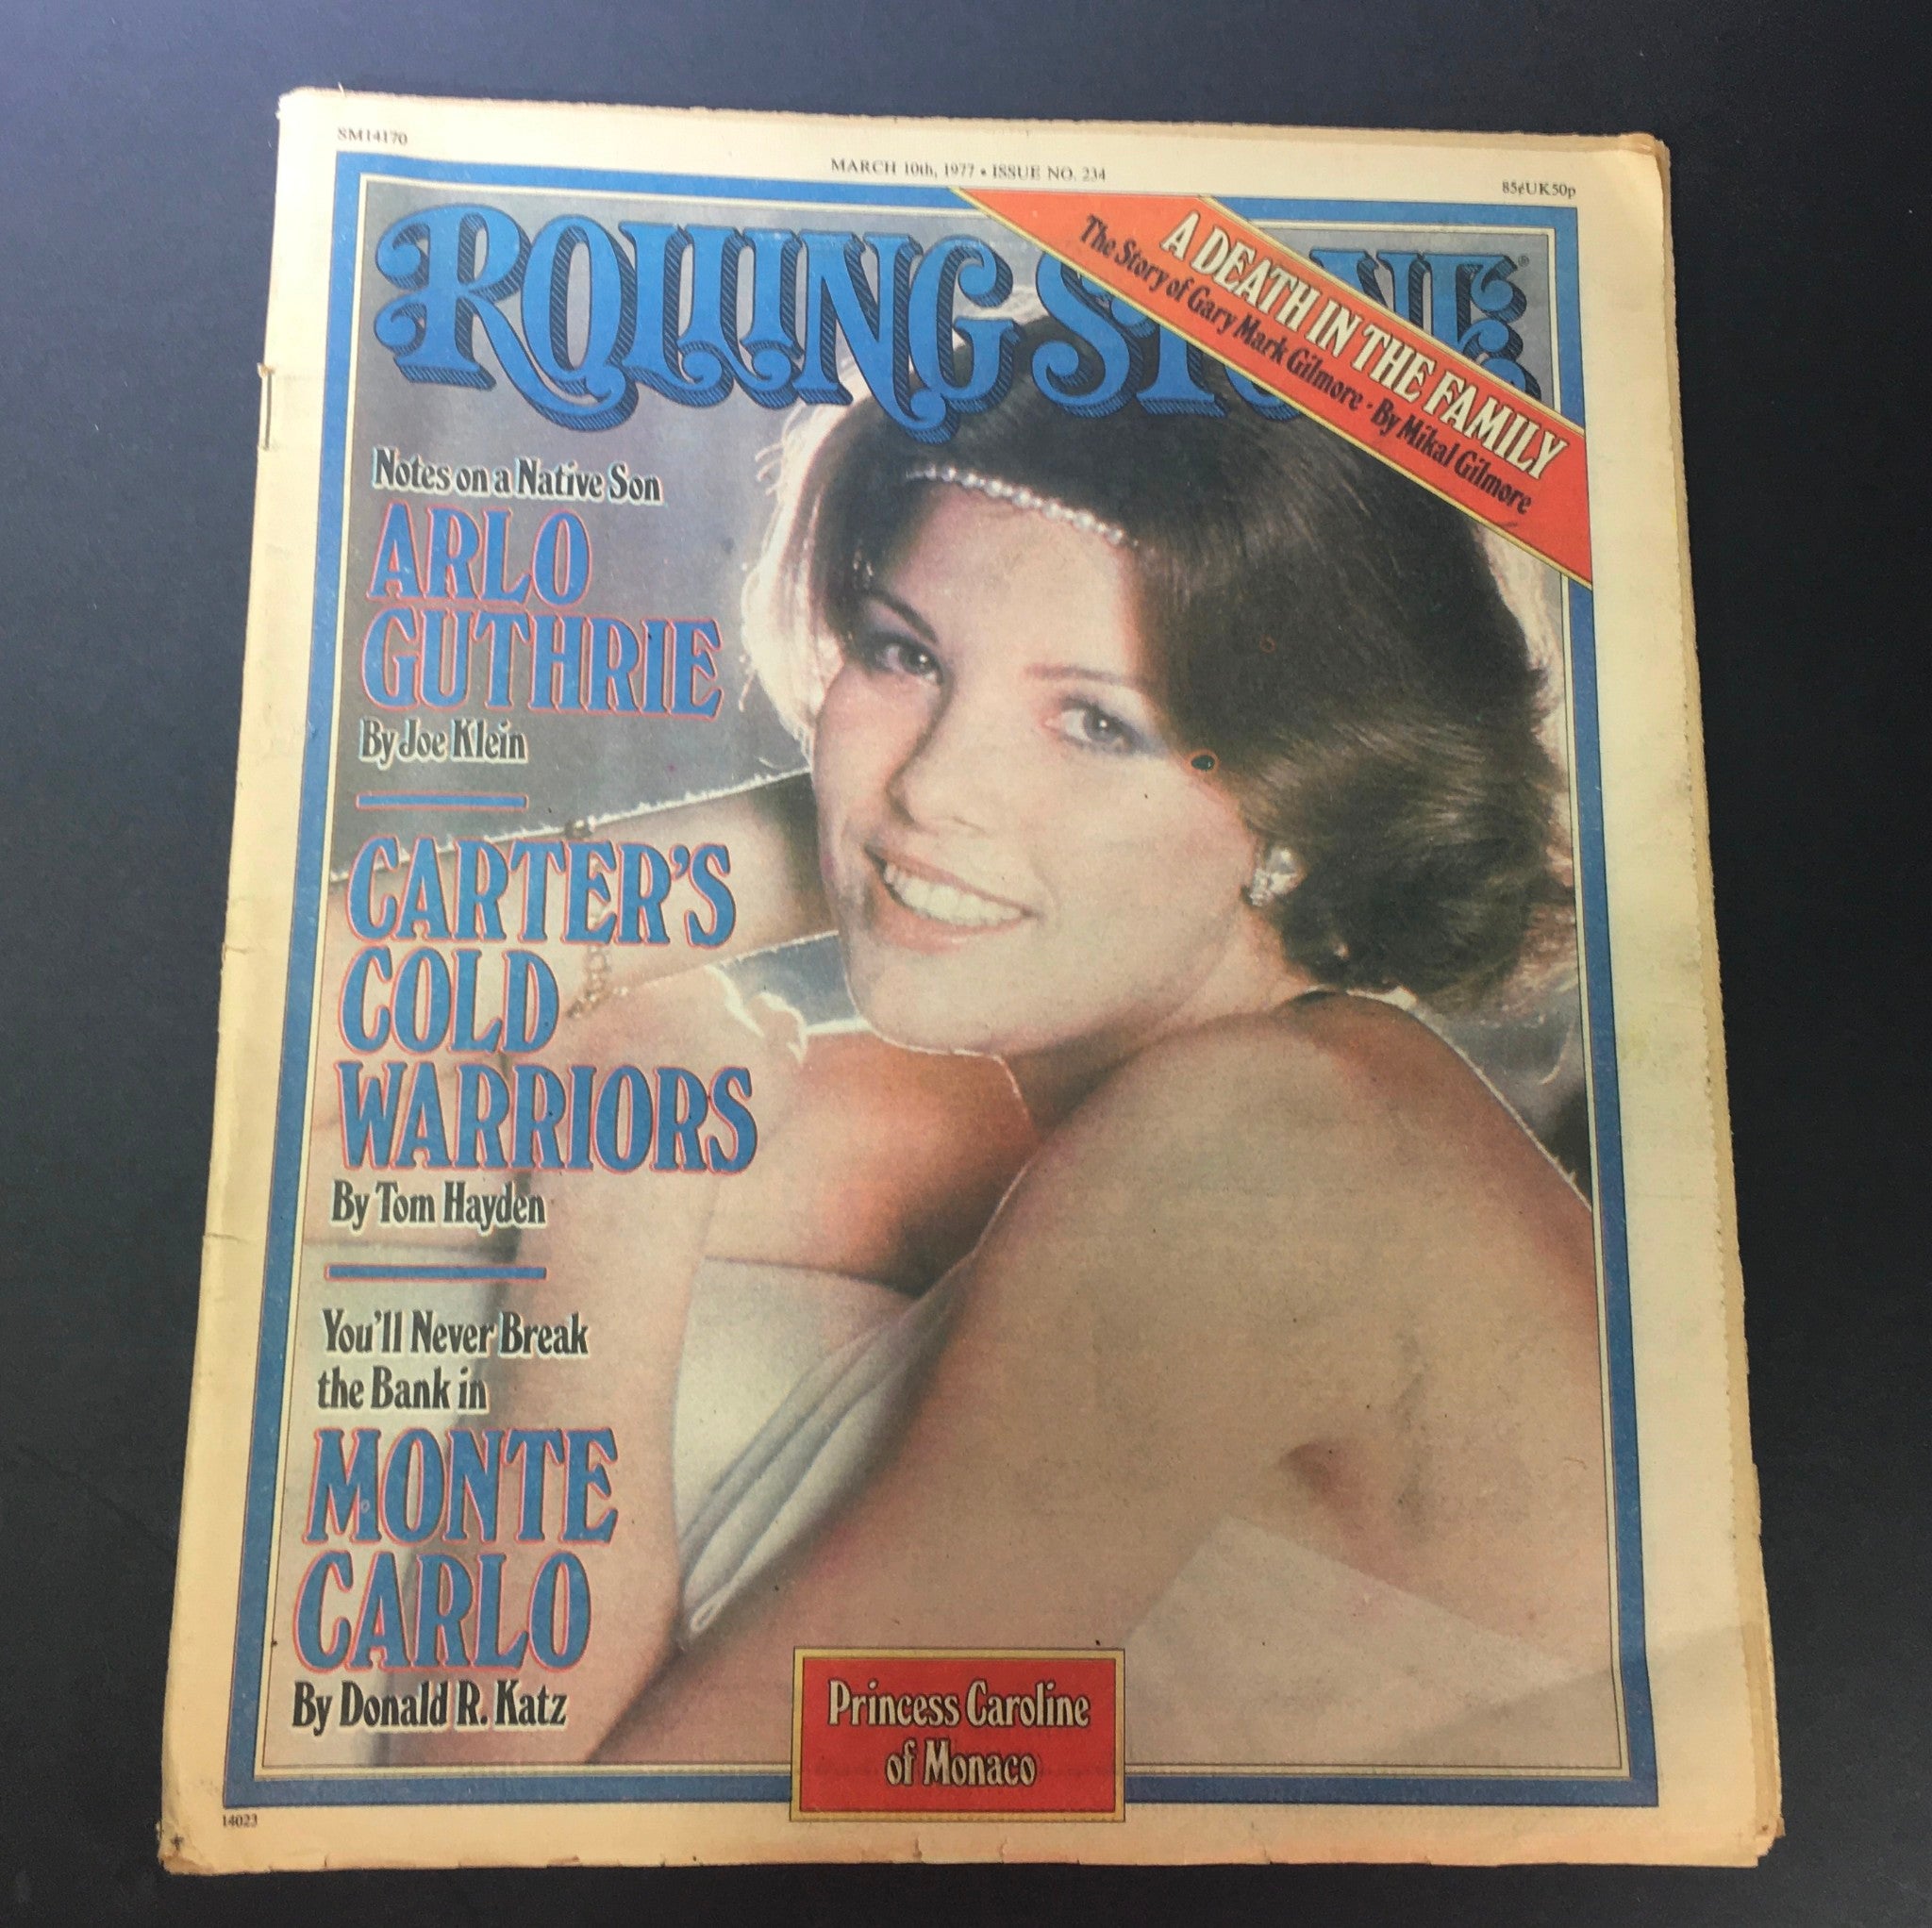 SM14170
MARCH 10th, 1977 • ISSUE NO. 234
85¢UK50p
ROLLING STONE
A DEATH IN THE FAMILY
The Story of Gary Mark Gilmore · By Mikal Gilmore
Notes on a Native Son
ARLO
GUTHRIE
By Joe Klein
CARTER'S
COLD
WARRIORS
By Tom Hayden
You'll Never Break
the Bank in
MONTE
CARLO
By Donald R. Katz
Princess Caroline
of Monaco
14023